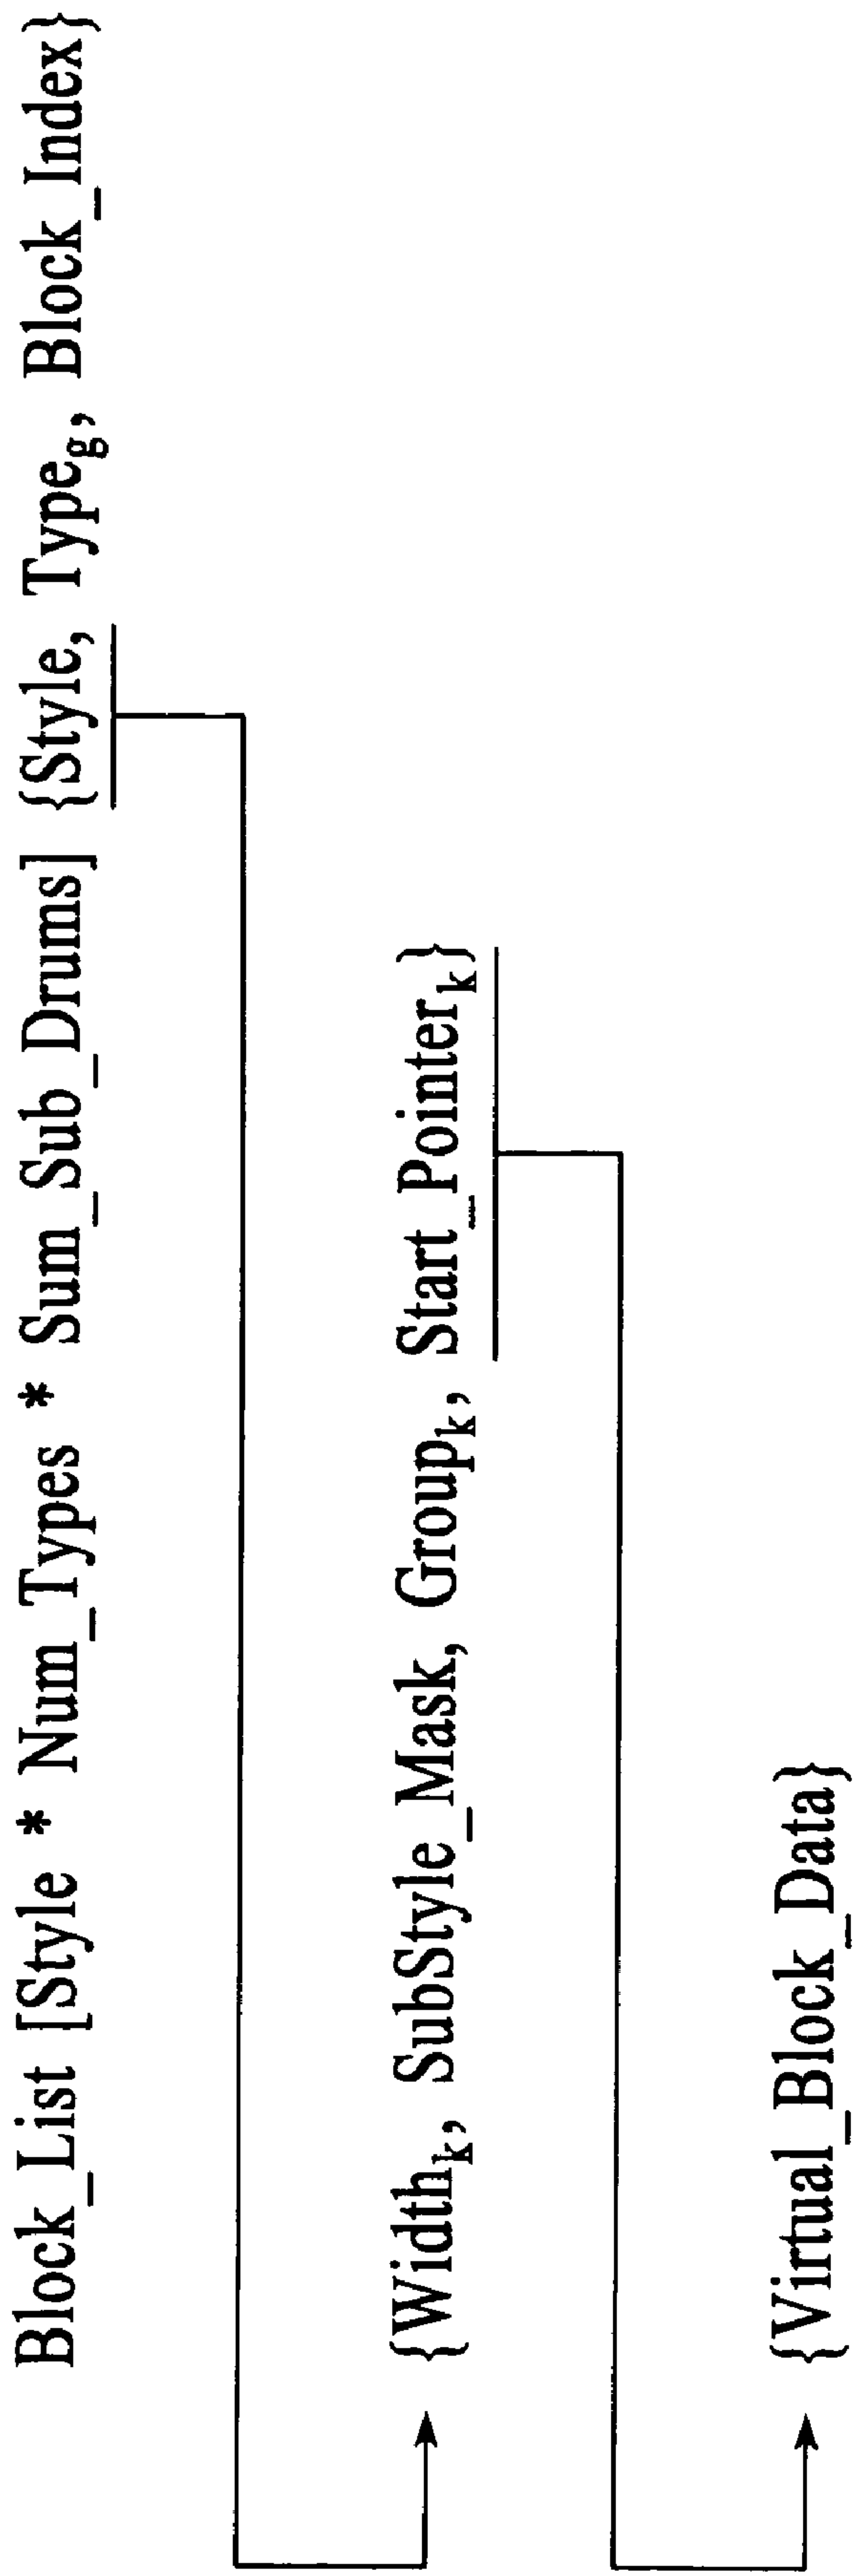 Block_List [Style * Num_Types * Sum_Sub_Drums] {Style, Type_g, Block_Index}
{Width_k, SubStyle_Mask, Group_k, Start_Pointer_k}
{Virtual_Block_Data}